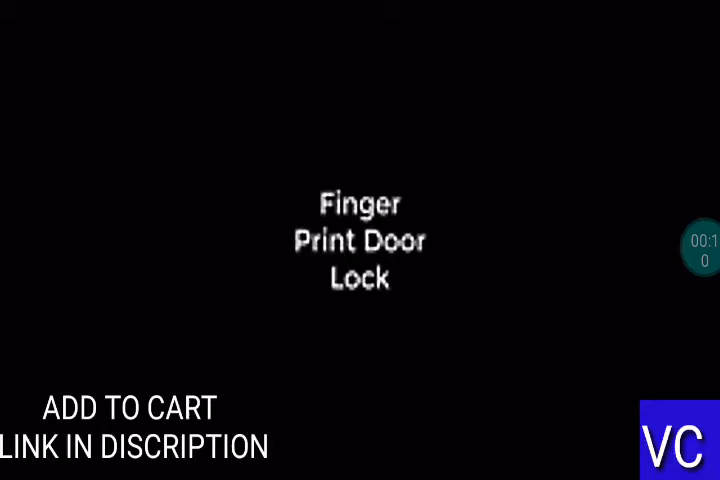 Finger
Print Door
Lock
00:1
0
ADD TO CART
LINK IN DISCRIPTION
VC